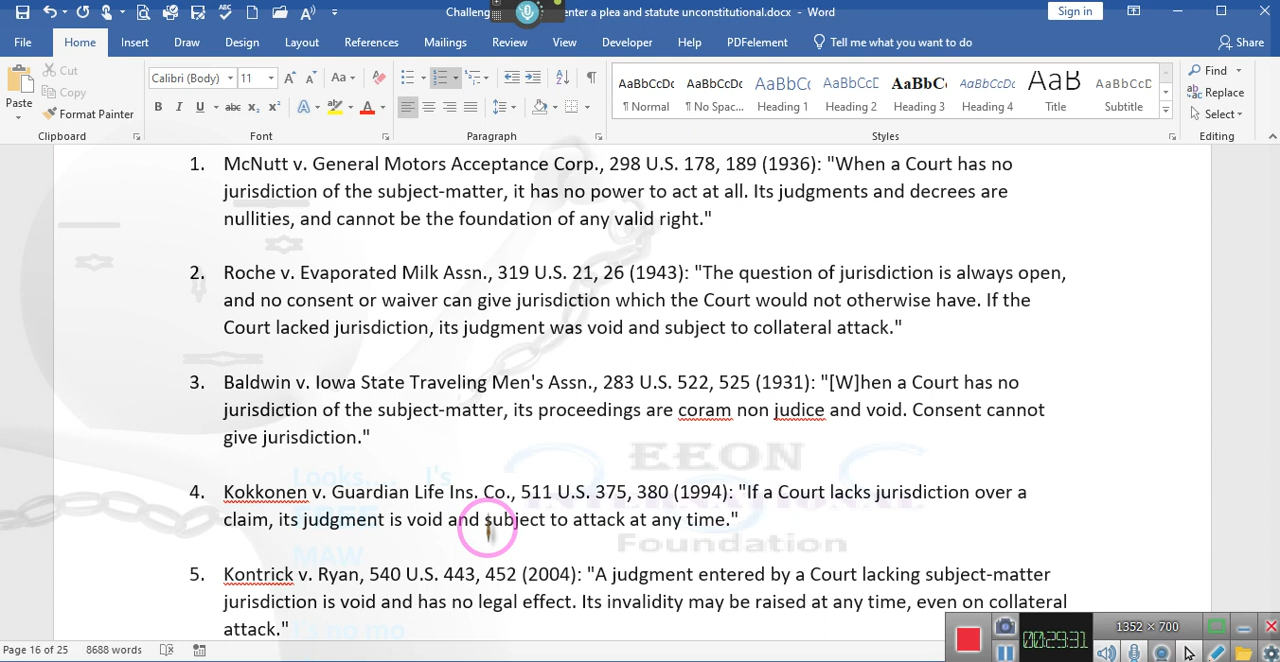 Challeng enter a plea and statute unconstitutional.docx - Word
Sign in
File Home Insert Draw Design Layout References Mailings Review View Developer Help PDFelement Tell me what you want to do Share
Paste Cut Copy Format Painter
Calibri (Body) 11
AaBbCcDc AaBbCcDc AaBbCcD AaBbCcD AaBbCc AaBbCcD AaB AaBbCcD
¶ Normal ¶ No Spac... Heading 1 Heading 2 Heading 3 Heading 4 Title Subtitle
Find Replace Select
Clipboard Font Paragraph Styles Editing
1. McNutt v. General Motors Acceptance Corp., 298 U.S. 178, 189 (1936): "When a Court has no
jurisdiction of the subject-matter, it has no power to act at all. Its judgments and decrees are
nullities, and cannot be the foundation of any valid right."
2. Roche v. Evaporated Milk Assn., 319 U.S. 21, 26 (1943): "The question of jurisdiction is always open,
and no consent or waiver can give jurisdiction which the Court would not otherwise have. If the
Court lacked jurisdiction, its judgment was void and subject to collateral attack."
3. Baldwin v. Iowa State Traveling Men's Assn., 283 U.S. 522, 525 (1931): "[W]hen a Court has no
jurisdiction of the subject-matter, its proceedings are coram non judice and void. Consent cannot
give jurisdiction."
Looks.... I's
EEON
4. Kokkonen v. Guardian Life Ins. Co., 511 U.S. 375, 380 (1994): "If a Court lacks jurisdiction over a
INTERNATIONAL
claim, its judgment is void and subject to attack at any time."
FREE
Foundation
MAW
5. Kontrick v. Ryan, 540 U.S. 443, 452 (2004): "A judgment entered by a Court lacking subject-matter
jurisdiction is void and has no legal effect. Its invalidity may be raised at any time, even on collateral
attack."
I s no mo
Page 16 of 25 8688 words
00:29:31
1352 × 700